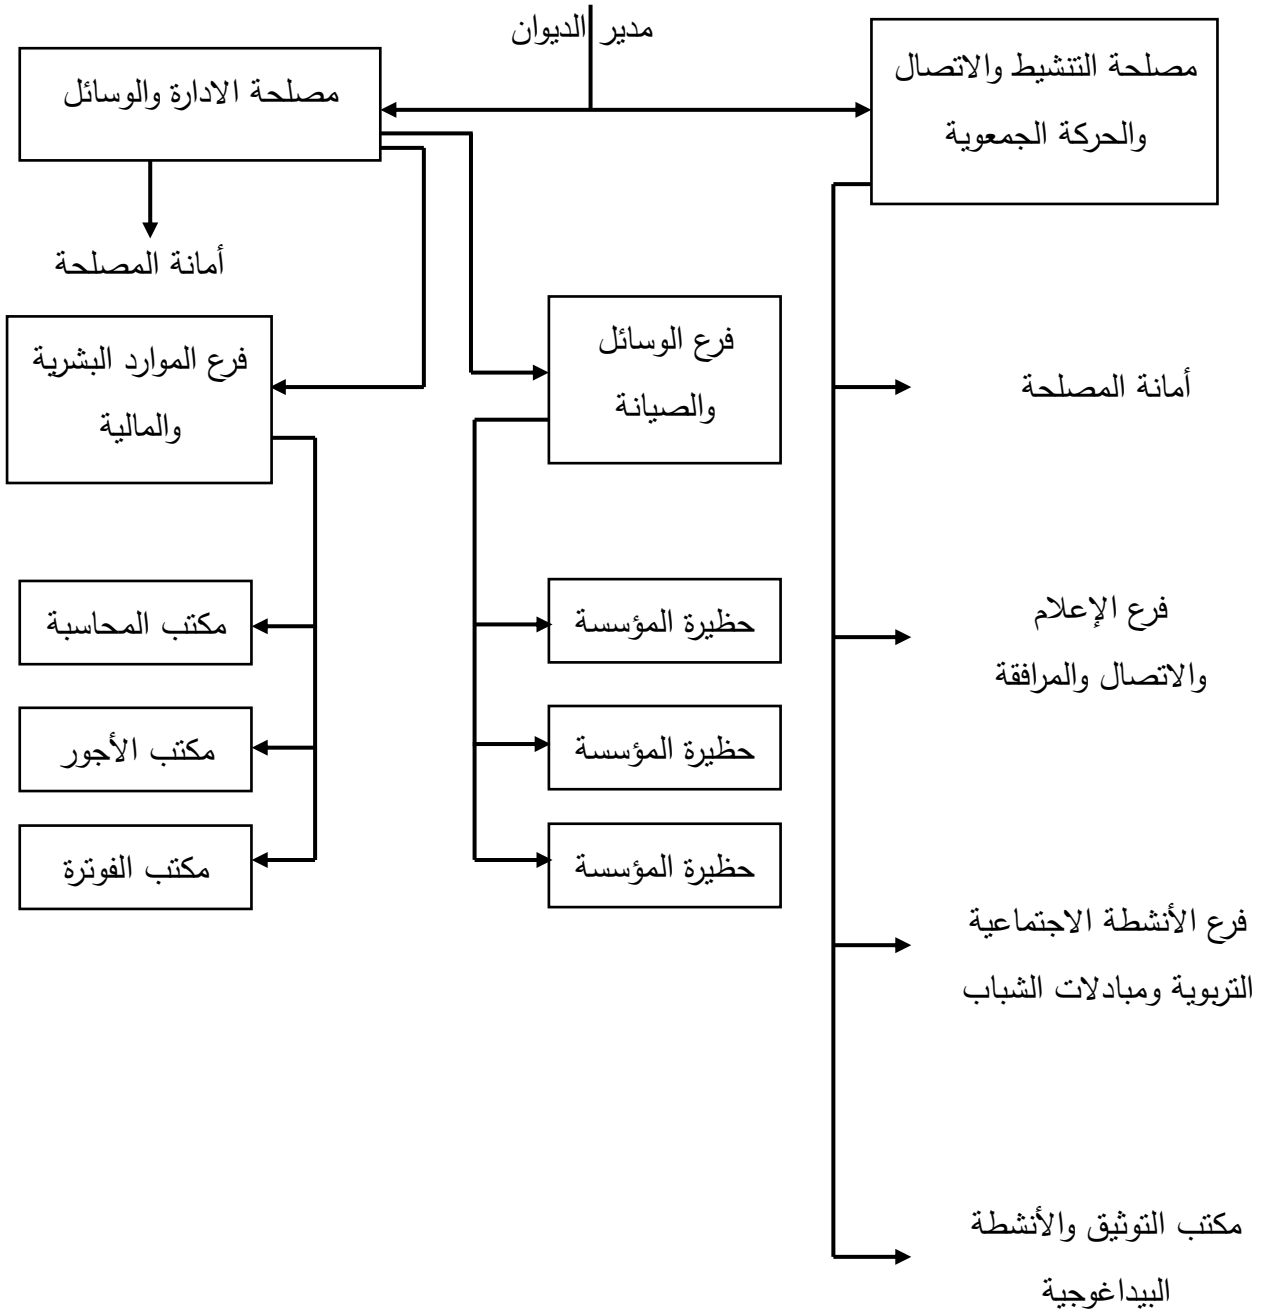 مدير الديوان
مصلحة التنشيط والاتصال
والحركة الجمعوية
مصلحة الادارة والوسائل
أمانة المصلحة
فرع الوسائل
والصيانة
فرع الموارد البشرية
والمالية
أمانة المصلحة
فرع الإعلام
والاتصال والمرافقة
حظيرة المؤسسة
مكتب المحاسبة
حظيرة المؤسسة
مكتب الأجور
حظيرة المؤسسة
مكتب الفوترة
فرع الأنشطة الاجتماعية
التربوية ومبادلات الشباب
مكتب التوثيق والأنشطة
البيداغوجية